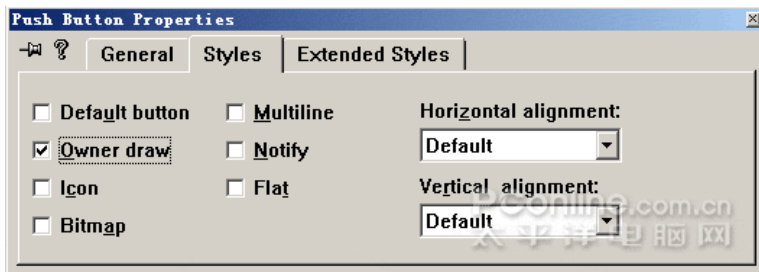 Push Button Properties
General Styles Extended Styles
Default button Multiline Horizontal alignment:
Owner draw Notify Default
Icon Flat Vertical alignment:
Bitmap Default
PConline.com.cn
太平洋电脑网